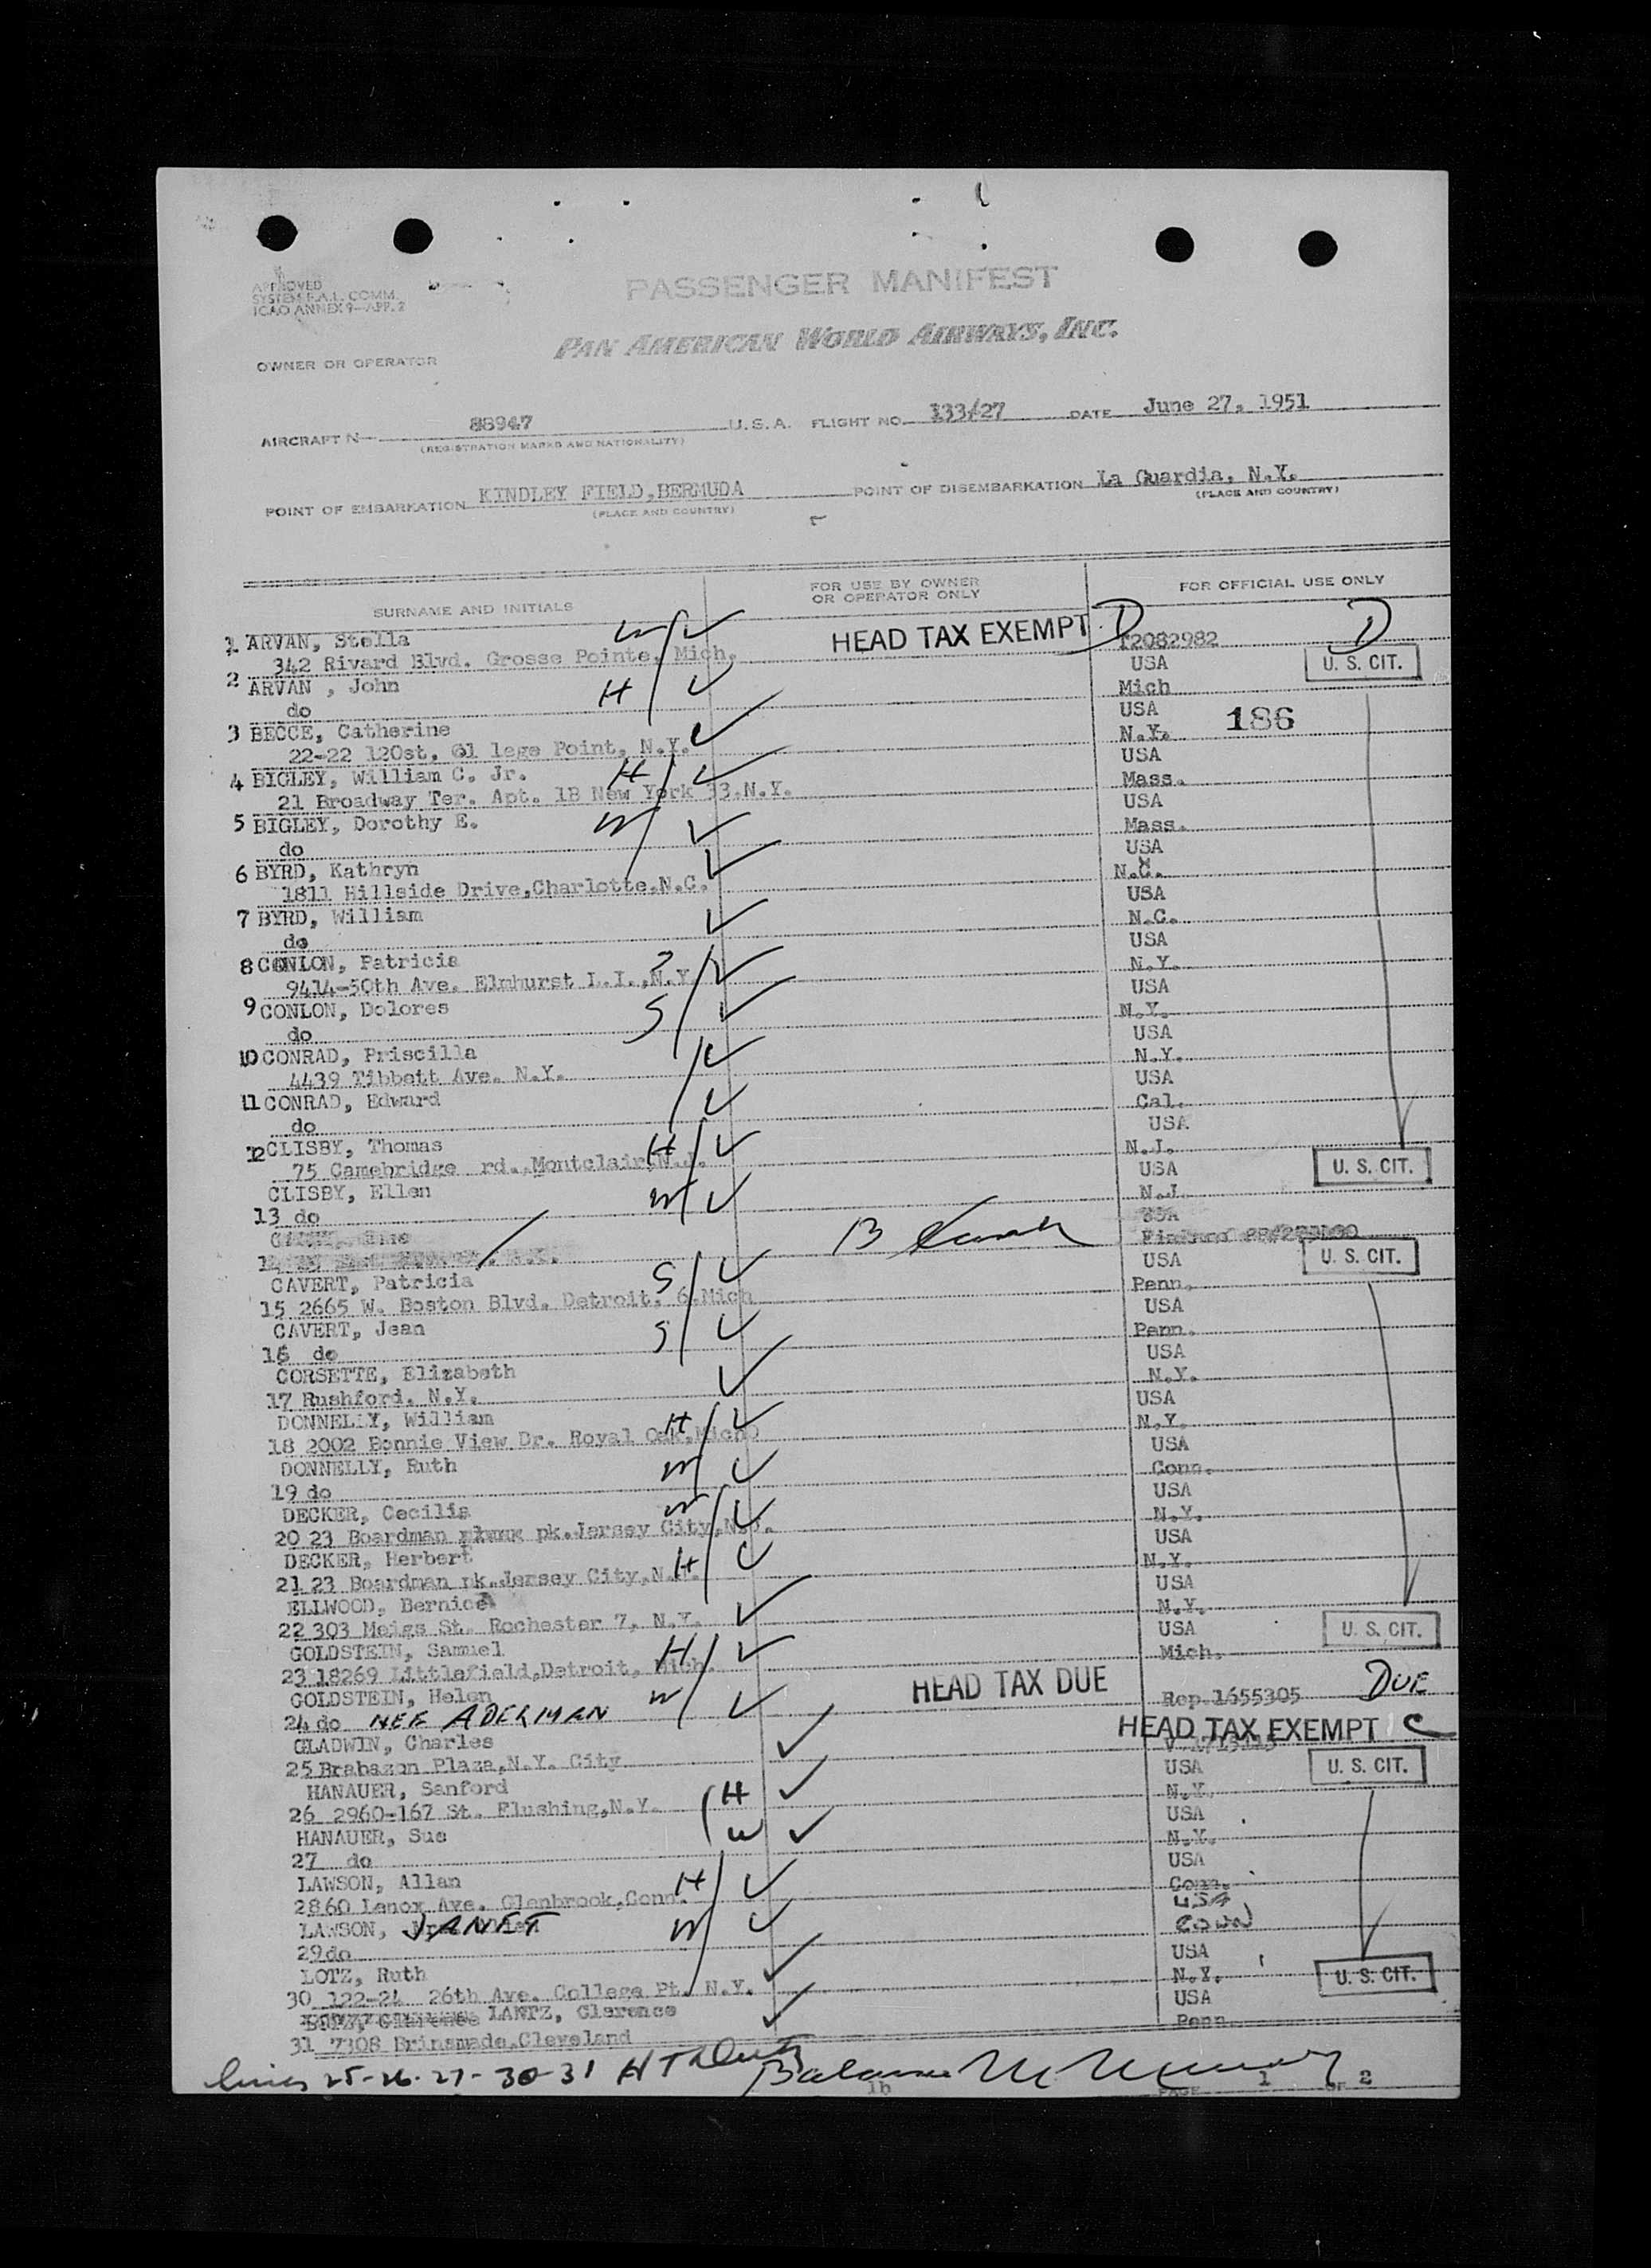 APPROVED
SYSTEM F.A.L. COMM.
ICAO ANNEX 9—APP. 2
PASSENGER MANIFEST
OWNER OR OPERATOR
PAN AMERICAN WORLD AIRWAYS, INC.
AIRCRAFT N 88947 U.S.A. FLIGHT NO. 133/27 DATE June 27, 1951
(REGISTRATION MARKS AND NATIONALITY)
POINT OF EMBARKATION KINDLEY FIELD, BERMUDA POINT OF DISEMBARKATION La Guardia, N.Y.
(PLACE AND COUNTRY) (PLACE AND COUNTRY)
SURNAME AND INITIALS FOR USE BY OWNER OR OPERATOR ONLY FOR OFFICIAL USE ONLY
1 ARVAN, Stella W HEAD TAX EXEMPT D 12082982 D
342 Rivard Blvd. Grosse Pointe, Mich. USA U. S. CIT.
2 ARVAN , John H Mich
do USA 186
3 BECCE, Catherine N.Y.
22-22 120st, Col lege Point, N.Y. USA
4 BIGLEY, William C. Jr. H Mass.
21 Broadway Ter. Apt. 1B New York 33.N.Y. USA
5 BIGLEY, Dorothy E. W Mass.
do USA
6 BYRD, Kathryn N.C.
1811 Hillside Drive,Charlotte,N.C. USA
7 BYRD, William N.C.
do USA
8 CONLON, Patricia S N.Y.
9414-50th Ave. Elmhurst L.I.,N.Y USA
9 CONLON, Dolores S N.Y.
do USA
10 CONRAD, Priscilla N.Y.
4439 Tibbett Ave. N.Y. USA
11 CONRAD, Edward Cal.
do USA
12 CLISBY, Thomas H N.J.
75 Camebridge rd.,Montclair,N.J. USA U. S. CIT.
CLISBY, Ellen W N.J.
13 do USA
B
USA U. S. CIT.
CAVERT, Patricia S Penn.
15 2665 W. Boston Blvd. Detroit, 6.Mich USA
CAVERT, Jean S Penn.
16 do USA
CORSETTE, Elizabeth N.Y.
17 Rushford, N.Y. USA
DONNELLY, William H N.Y.
18 2002 Bonnie View Dr. Royal Oak,Mich USA
DONNELLY, Ruth W Conn.
19 do USA
DECKER, Cecilia W N.Y.
20 23 Boardman pk.Jersey City,N.J. USA
DECKER, Herbert H N.Y.
21 23 Boardman pk.Jersey City,N.J. USA
ELLWOOD, Bernice N.Y.
22 303 Meigs St. Rochester 7, N.Y. USA U. S. CIT.
GOLDSTEIN, Samuel H Mich.
23 18269 Littlefield,Detroit, Mich.
GOLDSTEIN, Helen W HEAD TAX DUE Rep 1655305 DUE
24 do NEE ADERMAN HEAD TAX EXEMPT C
GLADWIN, Charles
25 Brabazon Plaza,N.Y. City USA U. S. CIT.
HANAUER, Sanford H N.Y.
26 2960-167 St. Flushing,N.Y. USA
HANAUER, Sue W N.Y.
27 do USA
LAWSON, Allan H Conn.
28 60 Lenox Ave. Glenbrook,Conn. USA
LAWSON, JANET W CONN
29 do USA
LOTZ, Ruth N.Y.
30 122-24 26th Ave. College Pt. N.Y. USA U. S. CIT.
LANTZ, Clarence Penn.
31 7308 Brinsmade,Cleveland
lines 25-26-27-30-31
Balance
1b PAGE 1 OF 2